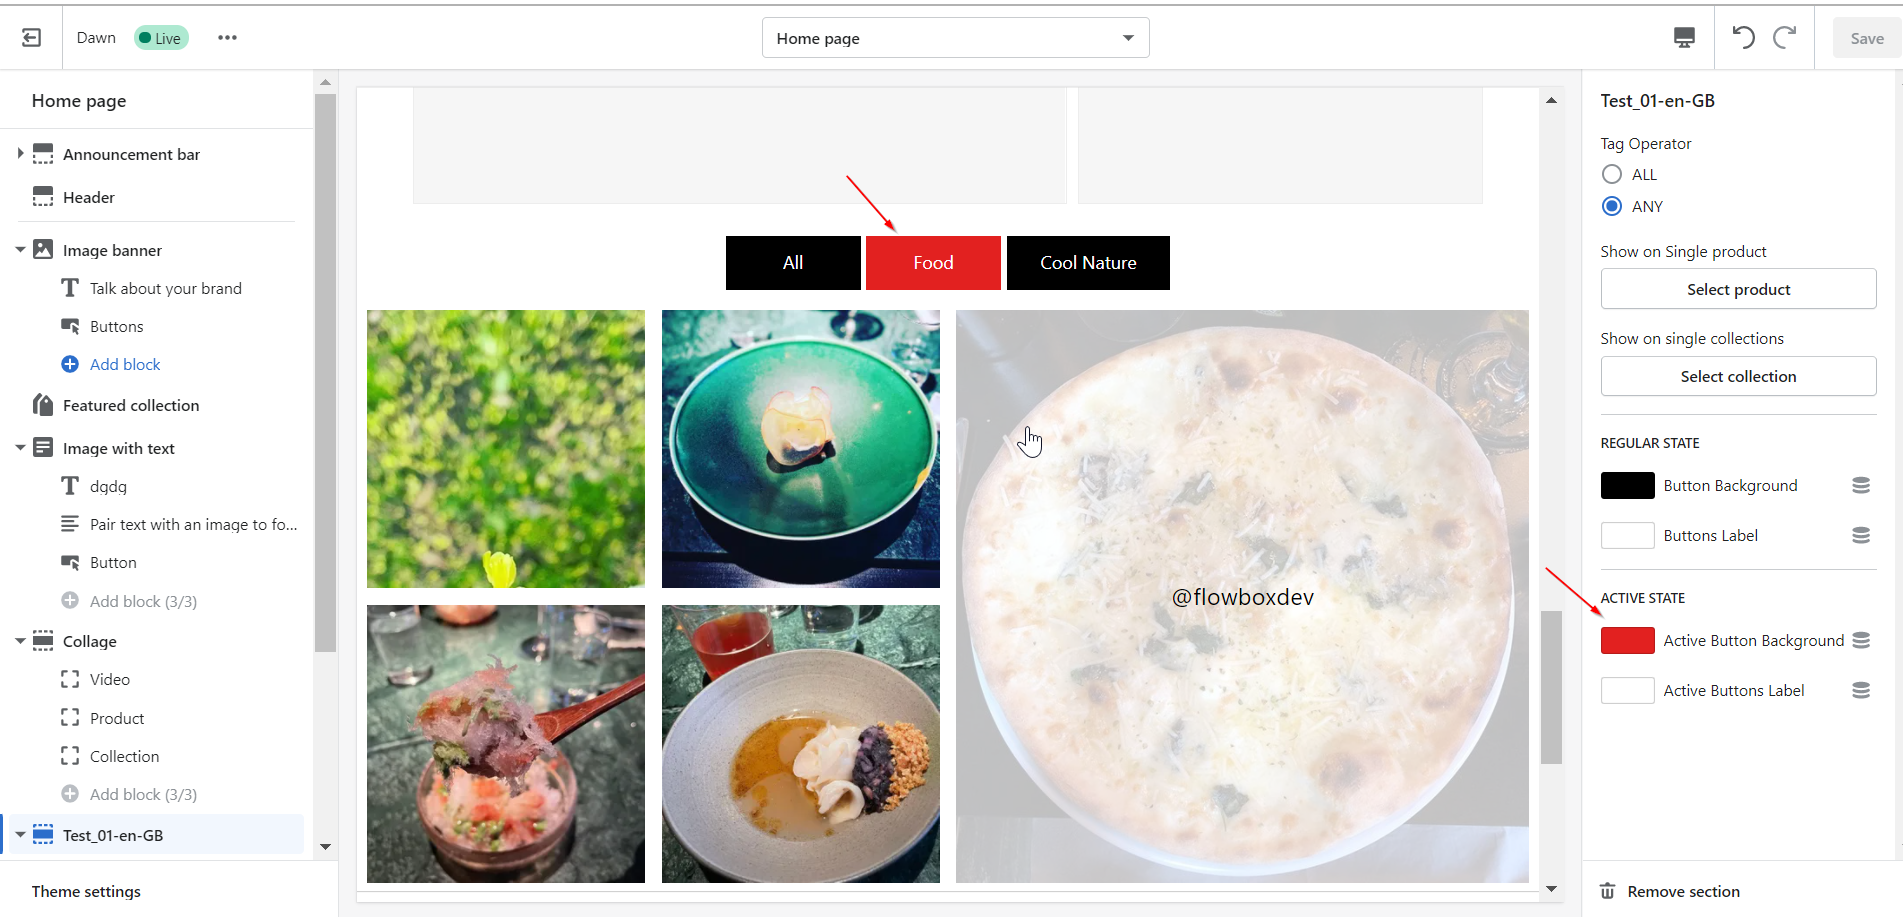 Dawn
Live
Home page
Save
Home page
Announcement bar
Header
Image banner
Talk about your brand
Buttons
Add block
Featured collection
Image with text
dgdg
Pair text with an image to fo...
Button
Add block (3/3)
Collage
Video
Product
Collection
Add block (3/3)
Test_01-en-GB
Theme settings
All
Food
Cool Nature
@flowboxdev
Test_01-en-GB
Tag Operator
ALL
ANY
Show on Single product
Select product
Show on single collections
Select collection
REGULAR STATE
Button Background
Buttons Label
ACTIVE STATE
Active Button Background
Active Buttons Label
Remove section